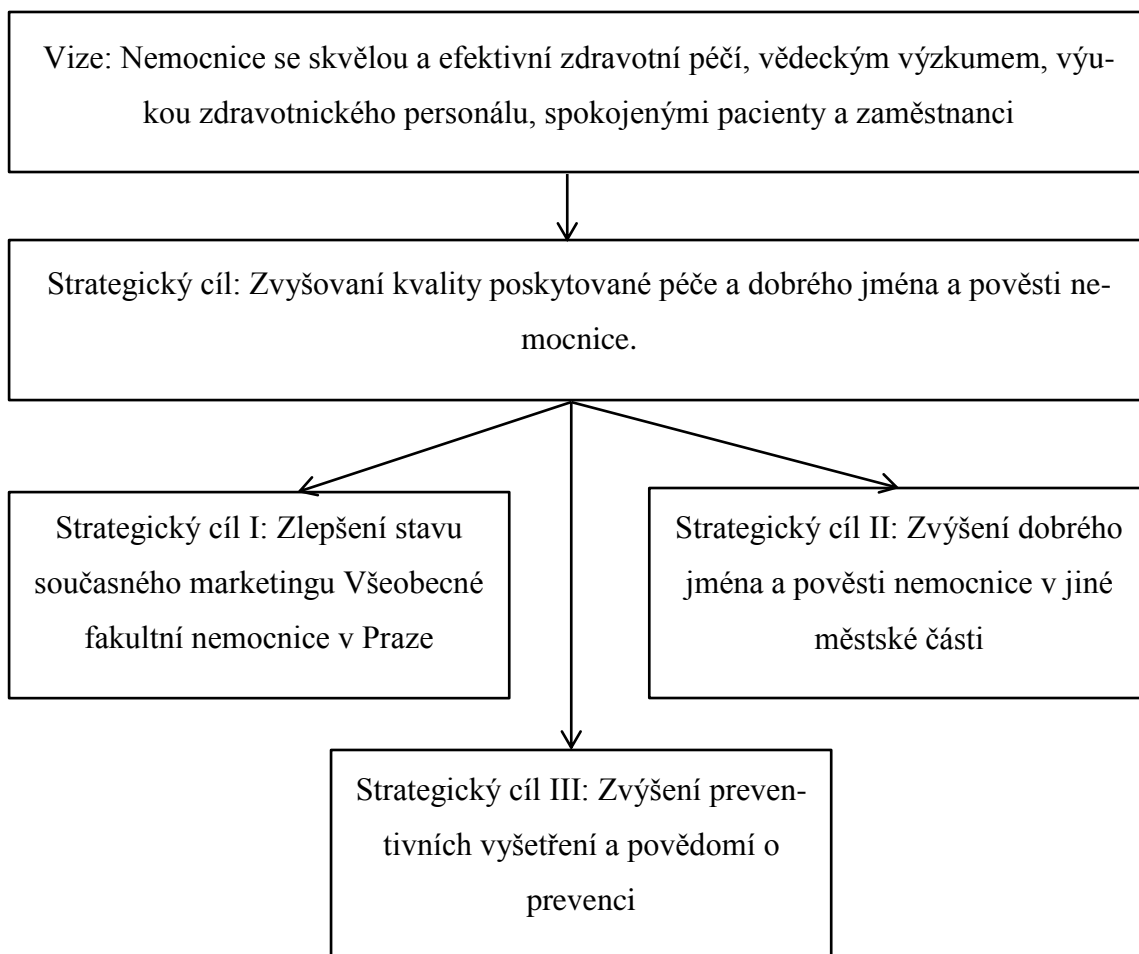 Vize: Nemocnice se skvělou a efektivní zdravotní péčí, vědeckým výzkumem, výu-
kou zdravotnického personálu, spokojenými pacienty a zaměstnanci
Strategický cíl: Zvyšovaní kvality poskytované péče a dobrého jména a pověsti ne-
mocnice.
Strategický cíl I: Zlepšení stavu
současného marketingu Všeobecné
fakultní nemocnice v Praze
Strategický cíl II: Zvýšení dobrého
jména a pověsti nemocnice v jiné
městské části
Strategický cíl III: Zvýšení preven-
tivních vyšetření a povědomí o
prevenci